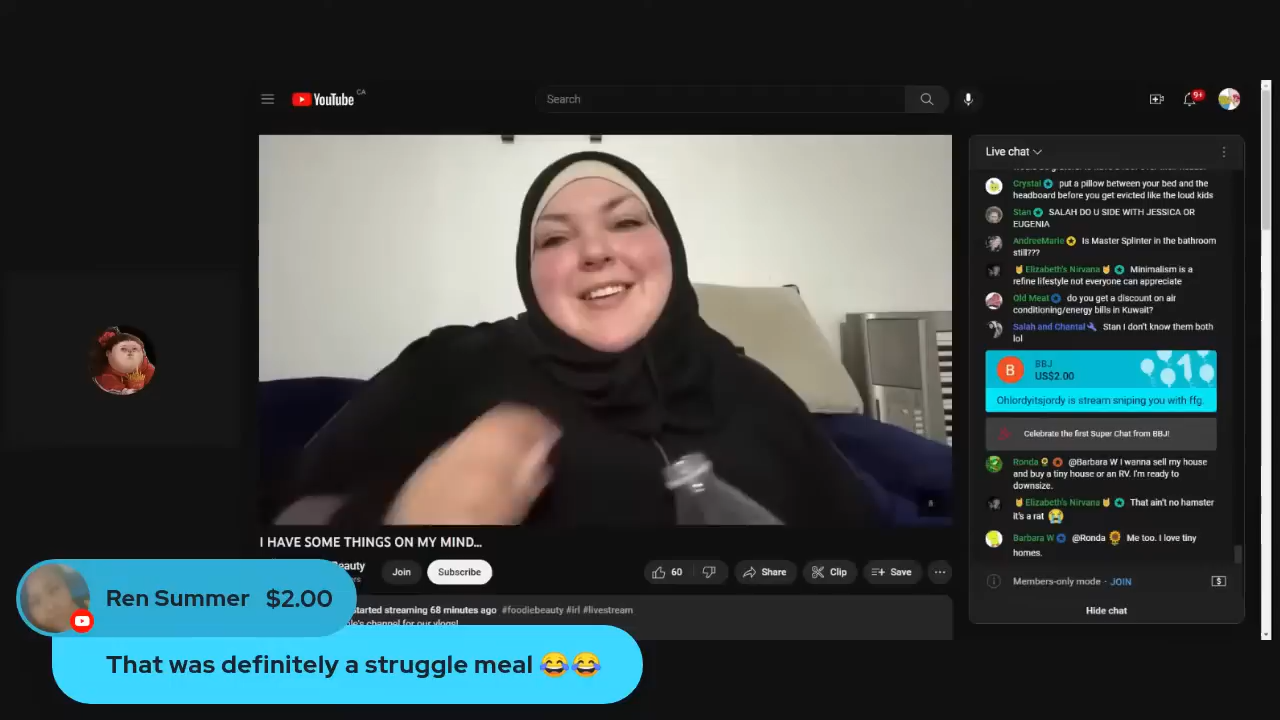 YouTube CA
Search
9+
Live chat
Crystal put a pillow between your bed and the
headboard before you get evicted like the loud kids
Stan SALAH DO U SIDE WITH JESSICA OR
EUGENIA
AndreeMarie Is Master Splinter in the bathroom
still???
Elizabeth's Nirvana Minimalism is a
refine lifestyle not everyone can appreciate
Old Meat do you get a discount on air
conditioning/energy bills in Kuwait?
Salah and Chantal Stan I don't know them both
lol
B BBJ
US$2.00
Ohlordyitsjordy is stream sniping you with ffg.
Celebrate the first Super Chat from BBJ!
Ronda @Barbara W I wanna sell my house
and buy a tiny house or an RV. I'm ready to
downsize.
Elizabeth's Nirvana That ain't no hamster
it's a rat 😭
Barbara W @Ronda 🌻 Me too. I love tiny
homes.
Members-only mode - JOIN
Hide chat
I HAVE SOME THINGS ON MY MIND...
Beauty
Join
Subscribe
60
Share
Clip
Save
started streaming 68 minutes ago #foodiebeauty #irl #livestream
channel for our vlogs!
Ren Summer $2.00
That was definitely a struggle meal 😂😂